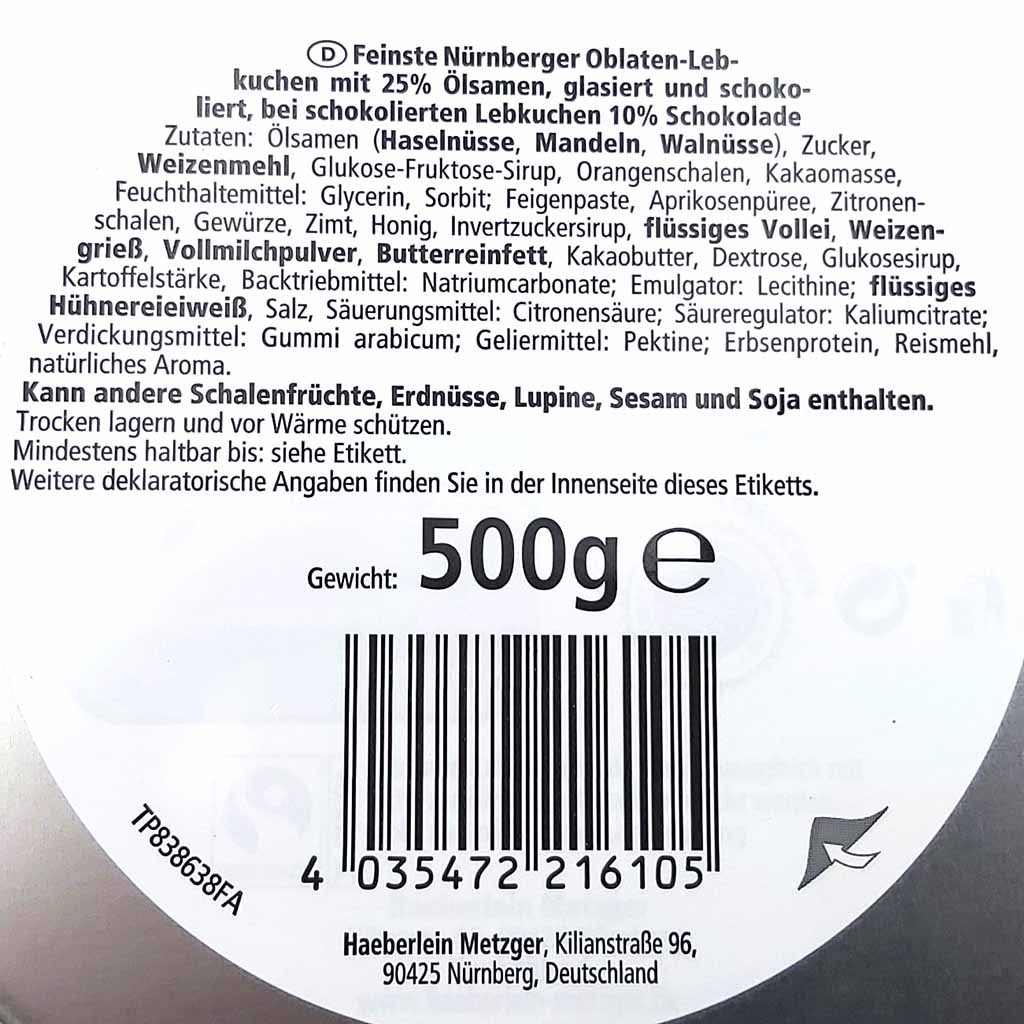 D Feinste Nürnberger Oblaten-Leb-
kuchen mit 25% Ölsamen, glasiert und schoko-
liert, bei schokolierten Lebkuchen 10% Schokolade
Zutaten: Ölsamen (Haselnüsse, Mandeln, Walnüsse), Zucker,
Weizenmehl, Glukose-Fruktose-Sirup, Orangenschalen, Kakaomasse,
Feuchthaltemittel: Glycerin, Sorbit; Feigenpaste, Aprikosenpüree, Zitronen-
schalen, Gewürze, Zimt, Honig, Invertzuckersirup, flüssiges Vollei, Weizen-
grieß, Vollmilchpulver, Butterreinfett, Kakaobutter, Dextrose, Glukosesirup,
Kartoffelstärke, Backtriebmittel: Natriumcarbonate; Emulgator: Lecithine; flüssiges
Hühnereieiweiß, Salz, Säuerungsmittel: Citronensäure; Säureregulator: Kaliumcitrate;
Verdickungsmittel: Gummi arabicum; Geliermittel: Pektine; Erbsenprotein, Reismehl,
natürliches Aroma.
Kann andere Schalenfrüchte, Erdnüsse, Lupine, Sesam und Soja enthalten.
Trocken lagern und vor Wärme schützen.
Mindestens haltbar bis: siehe Etikett.
Weitere deklaratorische Angaben finden Sie in der Innenseite dieses Etiketts.
Gewicht: 500g e
TP838638FA
4 035472 216105
Haeberlein Metzger, Kilianstraße 96,
90425 Nürnberg, Deutschland